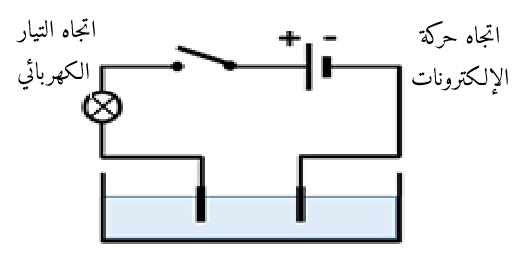 اتجاه حركة
الإلكترونات
+ -
اتجاه التيار
الكهربائي